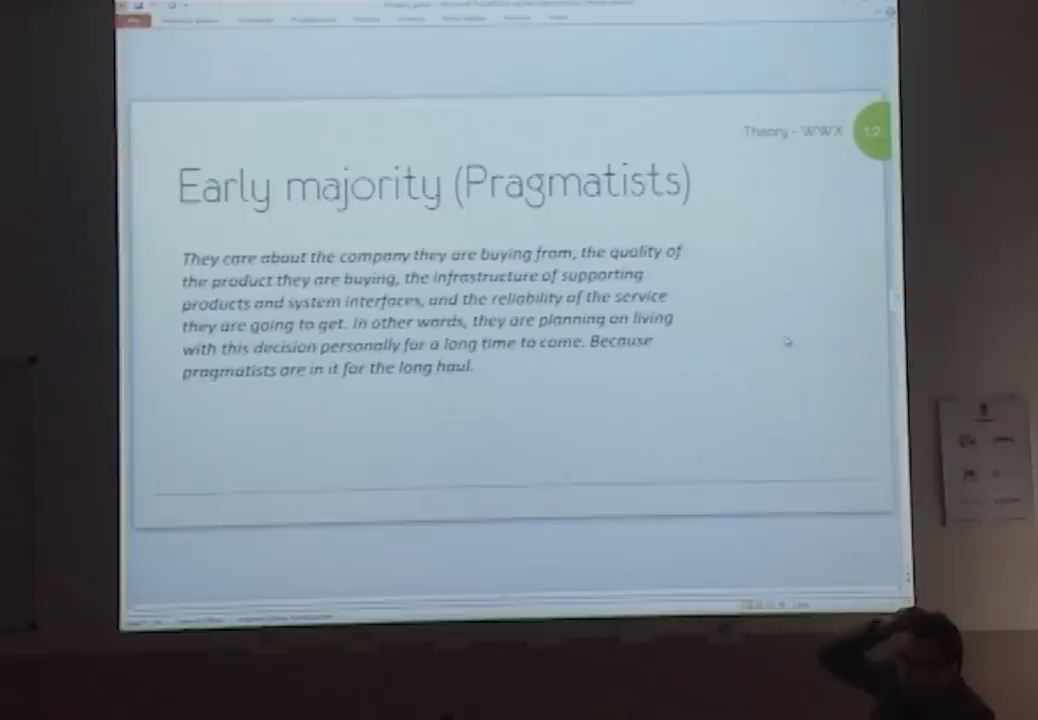 Theory - WWX
12
Early majority (Pragmatists)
They care about the company they are buying from, the quality of
the product they are buying, the infrastructure of supporting
products and system interfaces, and the reliability of the service
they are going to get. In other words, they are planning on living
with this decision personally for a long time to come. Because
pragmatists are in it for the long haul.